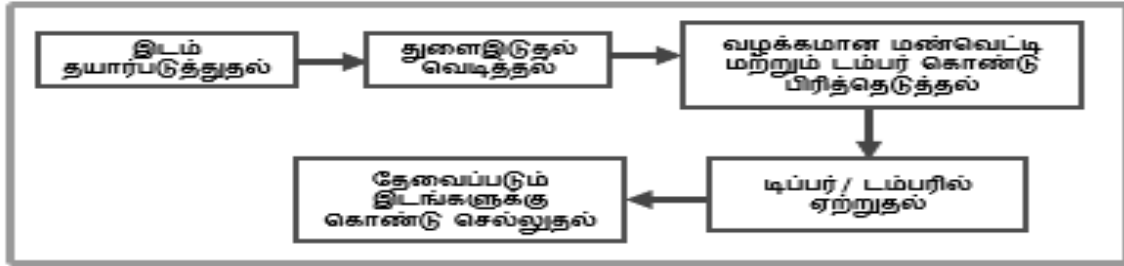 இடம்
தயார்படுத்துதல்
துளைஇடுதல்
வெடித்தல்
வழக்கமான மண்வெட்டி
மற்றும் டம்பர் கொண்டு
பிரித்தெடுத்தல்
டிப்பர் / டம்பரில்
ஏற்றுதல்
தேவைப்படும்
இடங்களுக்கு
கொண்டு செல்லுதல்